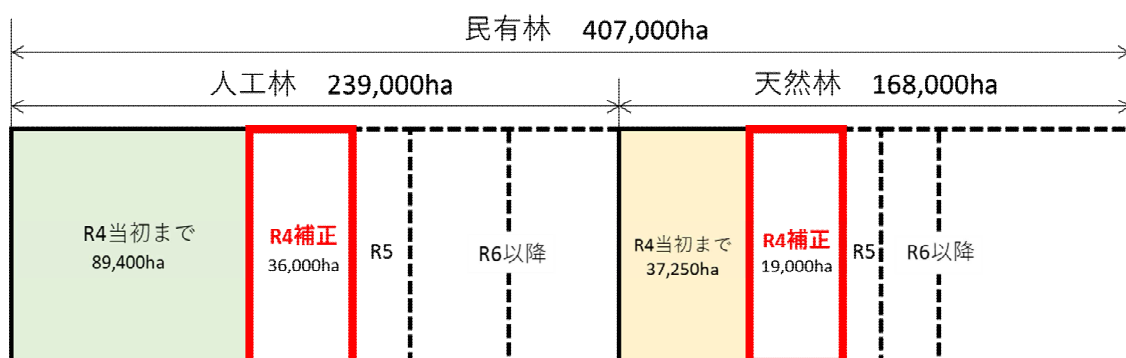 民有林 407,000ha
人工林 239,000ha
天然林 168,000ha
R4当初まで
89,400ha
R4補正
36,000ha
R5
R6以降
R4当初まで
37,250ha
R4補正
19,000ha
R5
R6以降